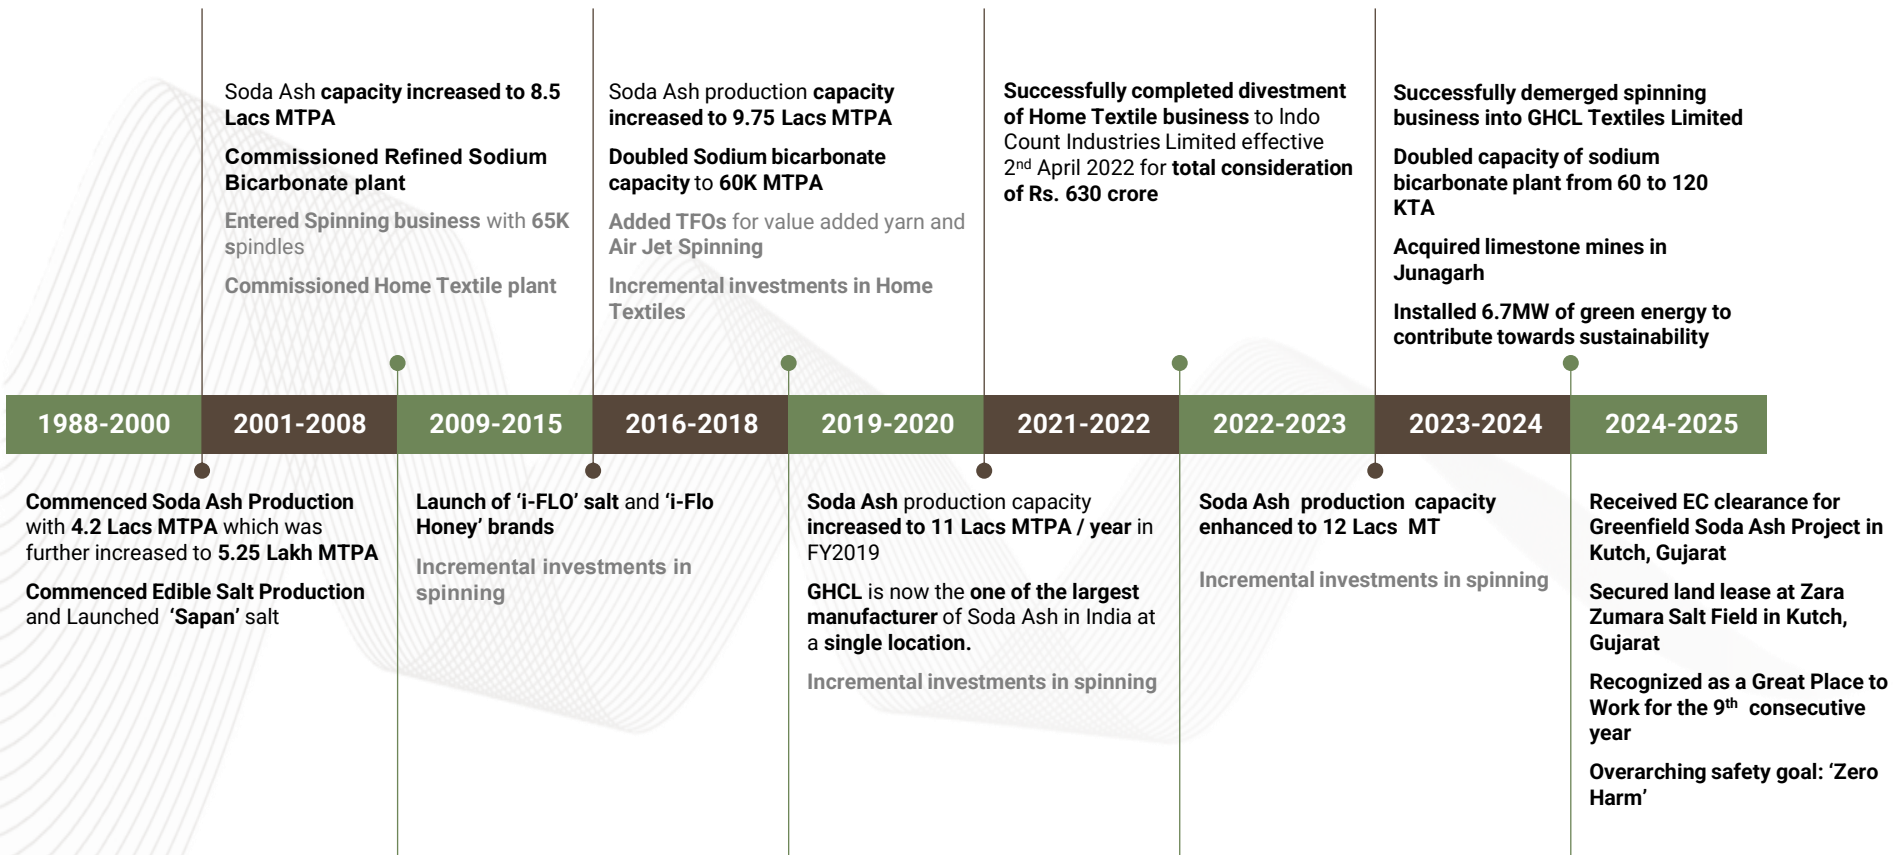 Soda Ash capacity increased to 8.5
Lacs MTPA
Commissioned Refined Sodium
Bicarbonate plant
Entered Spinning business with 65K
spindles
Commissioned Home Textile plant
Soda Ash production capacity
increased to 9.75 Lacs MTPA
Doubled Sodium bicarbonate
capacity to 60K MTPA
Added TFOs for value added yarn and
Air Jet Spinning
Incremental investments in Home
Textiles
Successfully completed divestment
of Home Textile business to Indo
Count Industries Limited effective
2nd April 2022 for total consideration
of Rs. 630 crore
Successfully demerged spinning
business into GHCL Textiles Limited
Doubled capacity of sodium
bicarbonate plant from 60 to 120
KTA
Acquired limestone mines in
Junagarh
Installed 6.7MW of green energy to
contribute towards sustainability
1988-2000
2001-2008
2009-2015
2016-2018
2019-2020
2021-2022
2022-2023
2023-2024
2024-2025
Commenced Soda Ash Production
with 4.2 Lacs MTPA which was
further increased to 5.25 Lakh MTPA
Commenced Edible Salt Production
and Launched ‘Sapan’ salt
Launch of ‘i-FLO’ salt and ‘i-Flo
Honey’ brands
Incremental investments in
spinning
Soda Ash production capacity
increased to 11 Lacs MTPA / year in
FY2019
GHCL is now the one of the largest
manufacturer of Soda Ash in India at
a single location.
Incremental investments in spinning
Soda Ash production capacity
enhanced to 12 Lacs MT
Incremental investments in spinning
Received EC clearance for
Greenfield Soda Ash Project in
Kutch, Gujarat
Secured land lease at Zara
Zumara Salt Field in Kutch,
Gujarat
Recognized as a Great Place to
Work for the 9th consecutive
year
Overarching safety goal: ‘Zero
Harm’